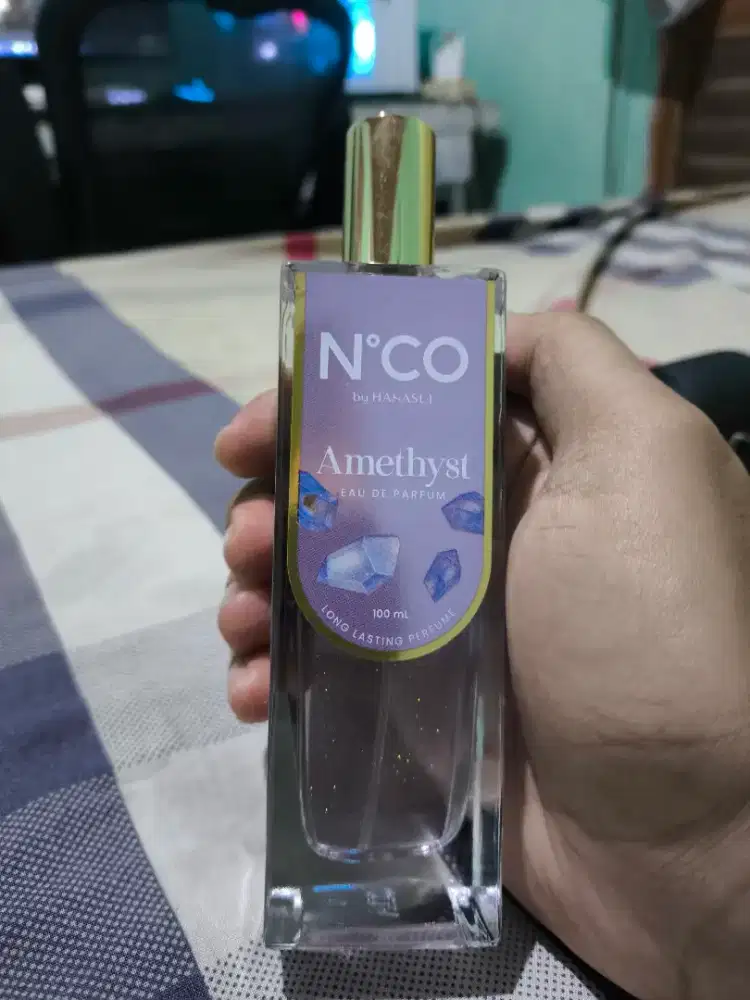 N°CO
by HANASUI
Amethyst
EAU DE PARFUM
100 mL
LONG LASTING PERFUME